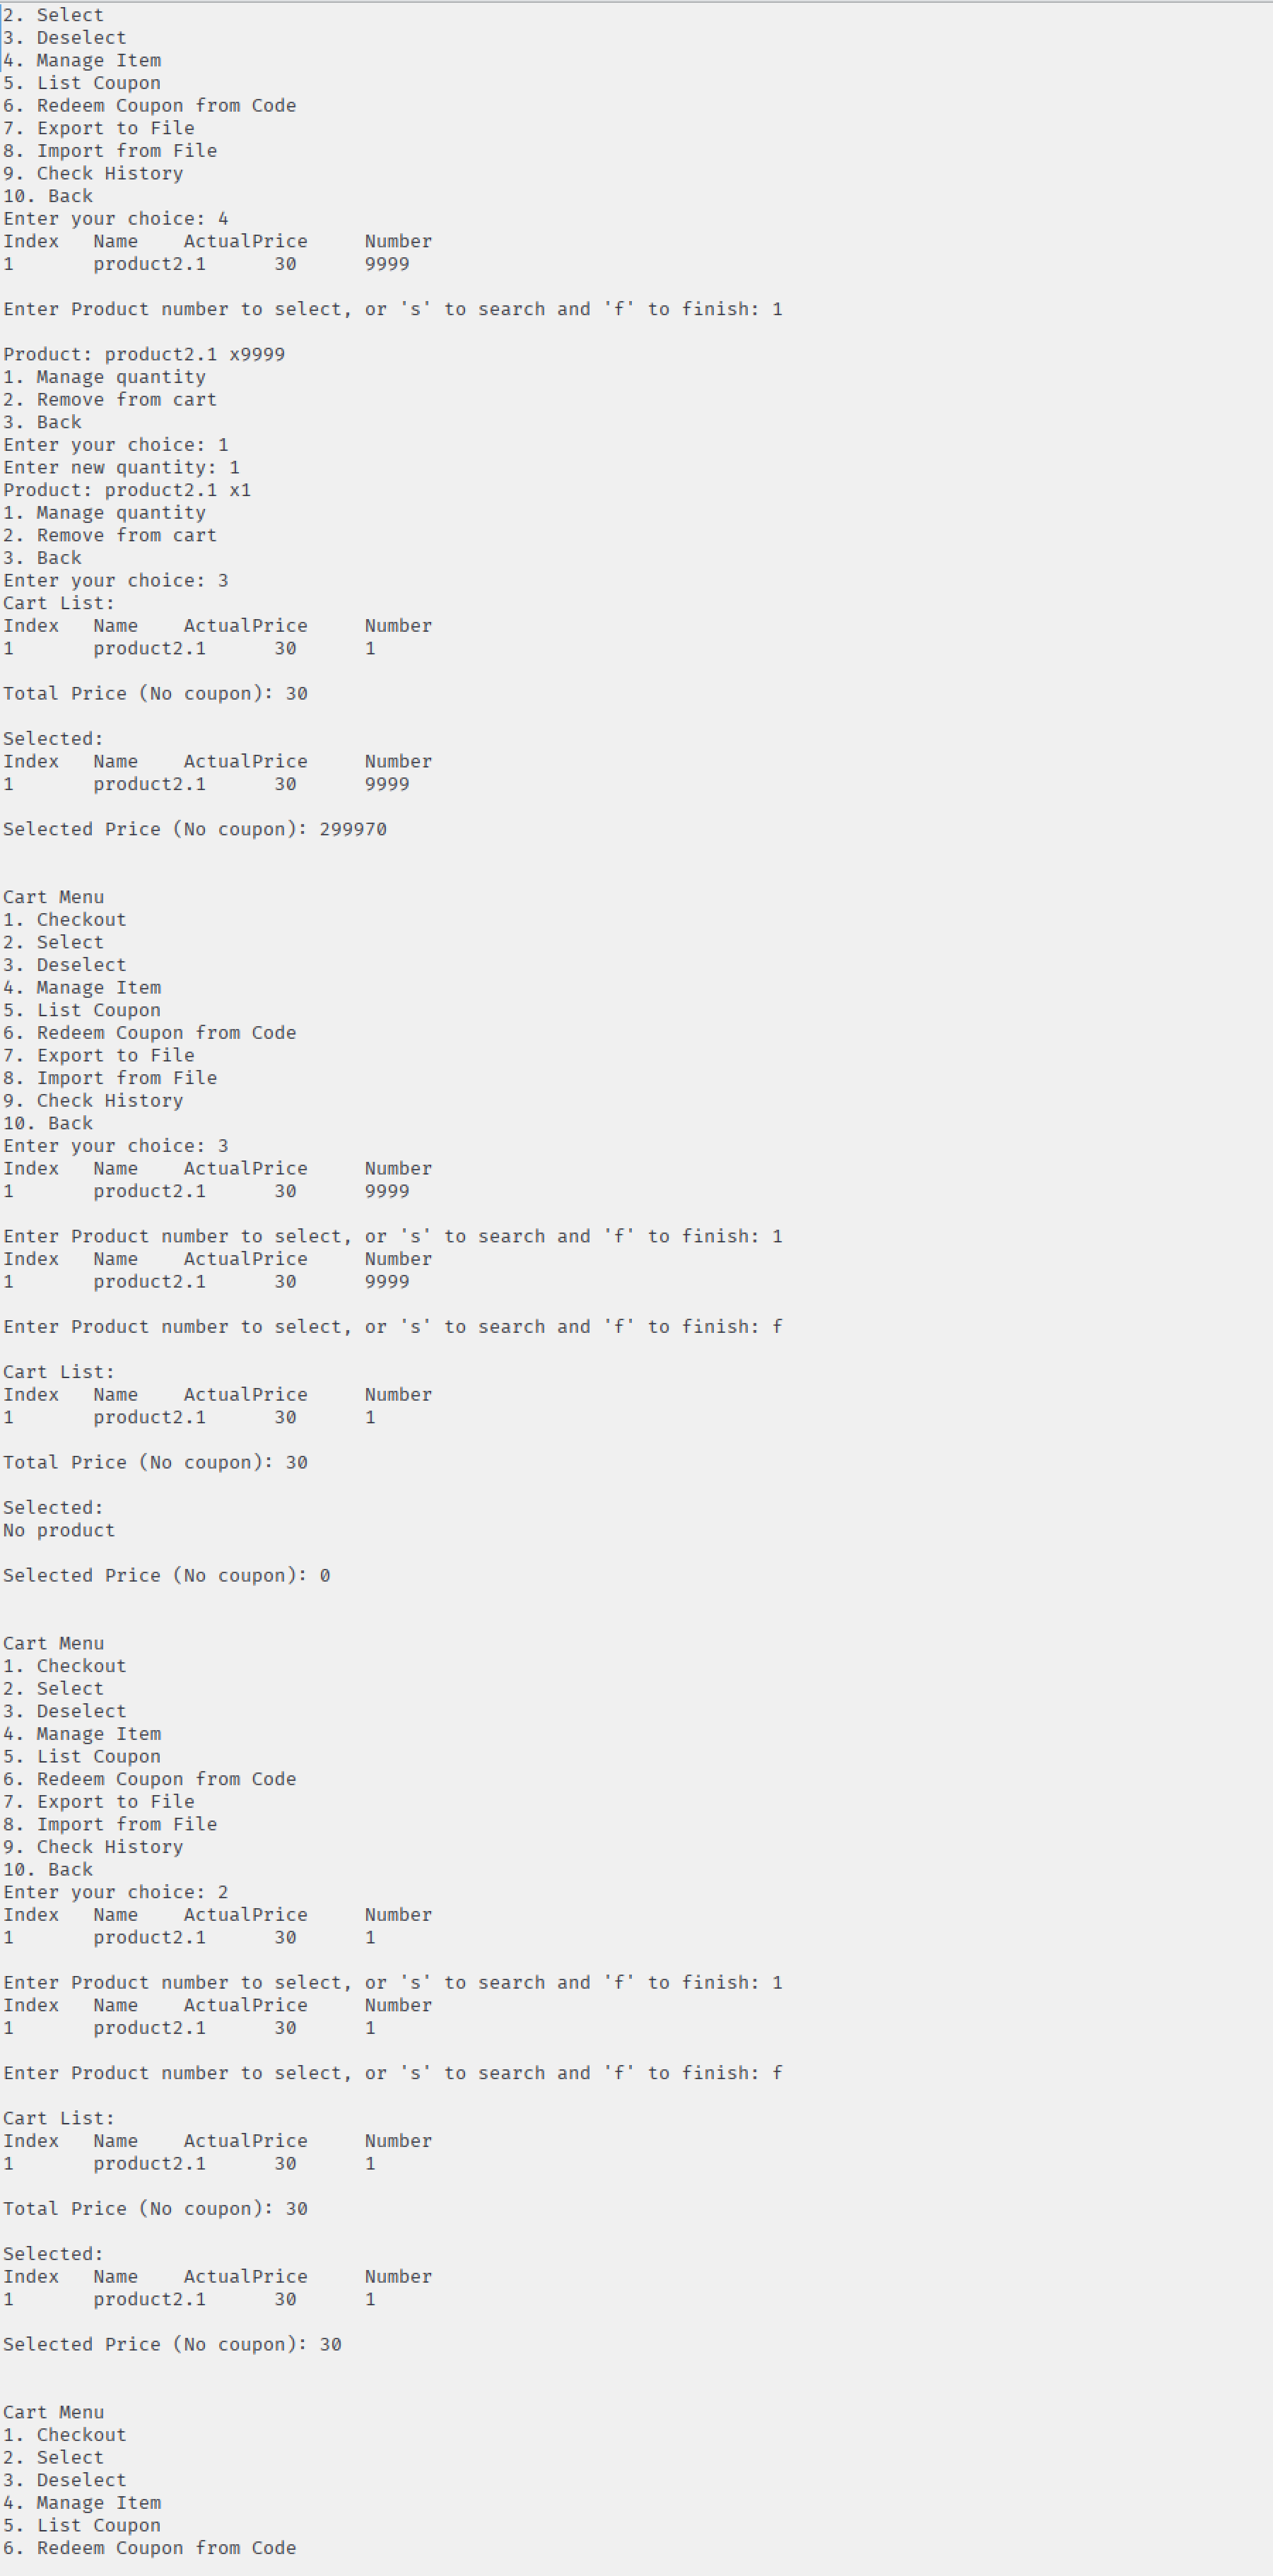 2. Select
3. Deselect
4. Manage Item
5. List Coupon
6. Redeem Coupon from Code
7. Export to File
8. Import from File
9. Check History
10. Back
Enter your choice: 4
Index   Name    ActualPrice     Number
1       product2.1      30      9999
Enter Product number to select, or 's' to search and 'f' to finish: 1
Product: product2.1 x9999
1. Manage quantity
2. Remove from cart
3. Back
Enter your choice: 1
Enter new quantity: 1
Product: product2.1 x1
1. Manage quantity
2. Remove from cart
3. Back
Enter your choice: 3
Cart List:
Index   Name    ActualPrice     Number
1       product2.1      30      1
Total Price (No coupon): 30
Selected:
Index   Name    ActualPrice     Number
1       product2.1      30      9999
Selected Price (No coupon): 299970
Cart Menu
1. Checkout
2. Select
3. Deselect
4. Manage Item
5. List Coupon
6. Redeem Coupon from Code
7. Export to File
8. Import from File
9. Check History
10. Back
Enter your choice: 3
Index   Name    ActualPrice     Number
1       product2.1      30      9999
Enter Product number to select, or 's' to search and 'f' to finish: 1
Index   Name    ActualPrice     Number
1       product2.1      30      9999
Enter Product number to select, or 's' to search and 'f' to finish: f
Cart List:
Index   Name    ActualPrice     Number
1       product2.1      30      1
Total Price (No coupon): 30
Selected:
No product
Selected Price (No coupon): 0
Cart Menu
1. Checkout
2. Select
3. Deselect
4. Manage Item
5. List Coupon
6. Redeem Coupon from Code
7. Export to File
8. Import from File
9. Check History
10. Back
Enter your choice: 2
Index   Name    ActualPrice     Number
1       product2.1      30      1
Enter Product number to select, or 's' to search and 'f' to finish: 1
Index   Name    ActualPrice     Number
1       product2.1      30      1
Enter Product number to select, or 's' to search and 'f' to finish: f
Cart List:
Index   Name    ActualPrice     Number
1       product2.1      30      1
Total Price (No coupon): 30
Selected:
Index   Name    ActualPrice     Number
1       product2.1      30      1
Selected Price (No coupon): 30
Cart Menu
1. Checkout
2. Select
3. Deselect
4. Manage Item
5. List Coupon
6. Redeem Coupon from Code